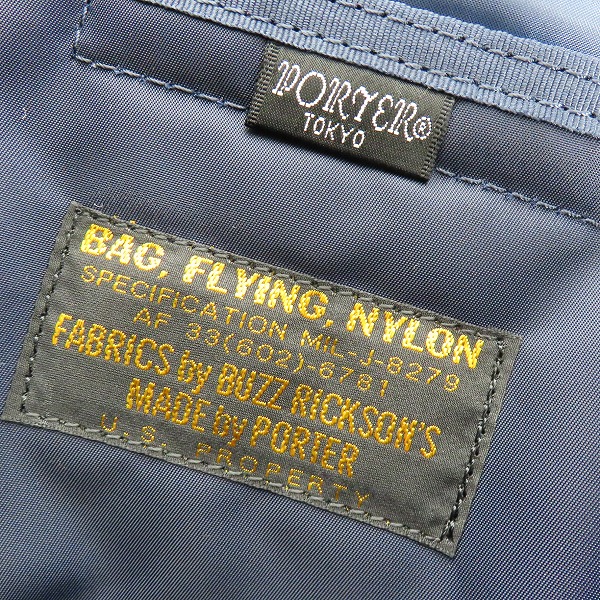 PORTER®
TOKYO
BAG, FLYING, NYLON
SPECIFICATION MIL-J-8279
AF 33(602)-6781
FABRICS by BUZZ RICKSON'S
MADE by PORTER
U.S. PROPERTY